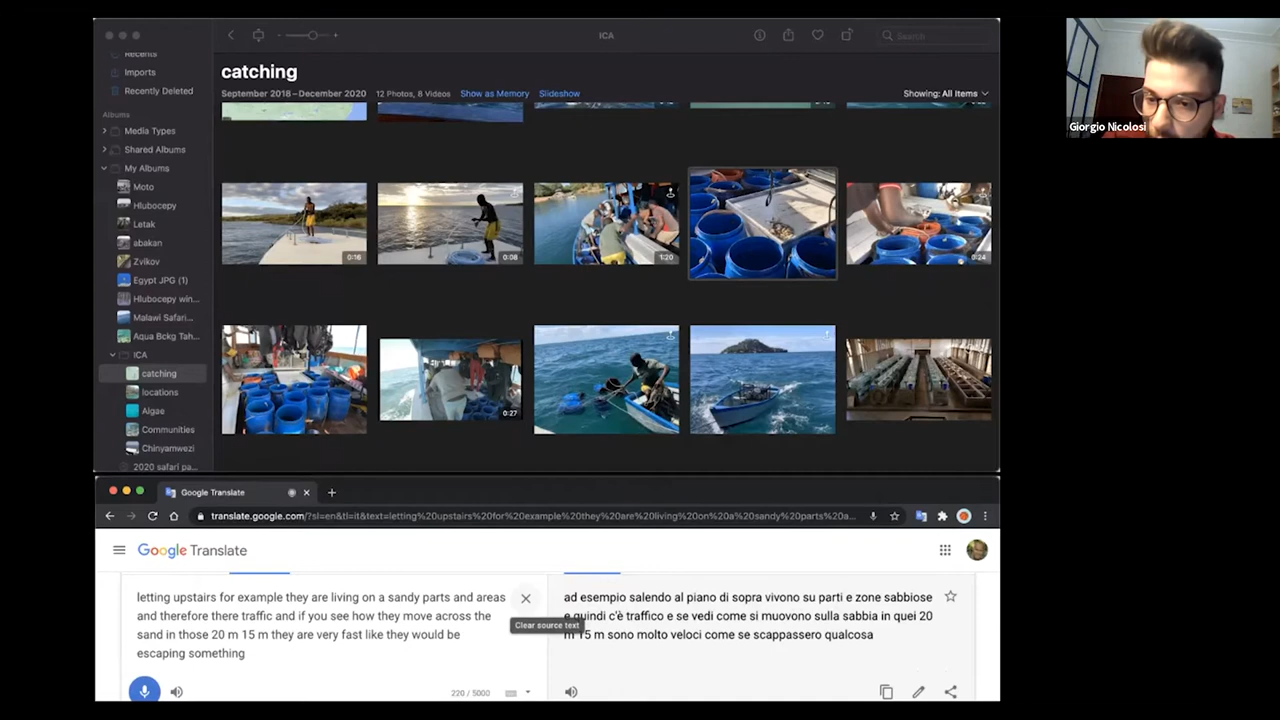 ICA
Search
catching
September 2018–December 2020 12 Photos, 8 Videos Show as Memory Slideshow
Showing: All Items
Recents
Imports
Recently Deleted
Albums
Media Types
Shared Albums
My Albums
Moto
Hlubocepy
Letak
abakan
Zvikov
Egypt JPG (1)
Hlubocepy win...
Malawi Safari...
Aqua Bckg Tah...
ICA
catching
locations
Algae
Communities
Chinyamwezi
2020 safari pa...
0:16
0:08
1:20
0:24
0:27
Giorgio Nicolosi
Google Translate
translate.google.com/?sl=en&tl=it&text=letting%20upstairs%20for%20example%20they%20are%20living%20on%20a%20sandy%20parts%20a...
Google Translate
letting upstairs for example they are living on a sandy parts and areas
and therefore there traffic and if you see how they move across the
sand in those 20 m 15 m they are very fast like they would be
escaping something
Clear source text
220 / 5000
ad esempio salendo al piano di sopra vivono su parti e zone sabbiose
e quindi c'è traffico e se vedi come si muovono sulla sabbia in quei 20
m 15 m sono molto veloci come se scappassero qualcosa